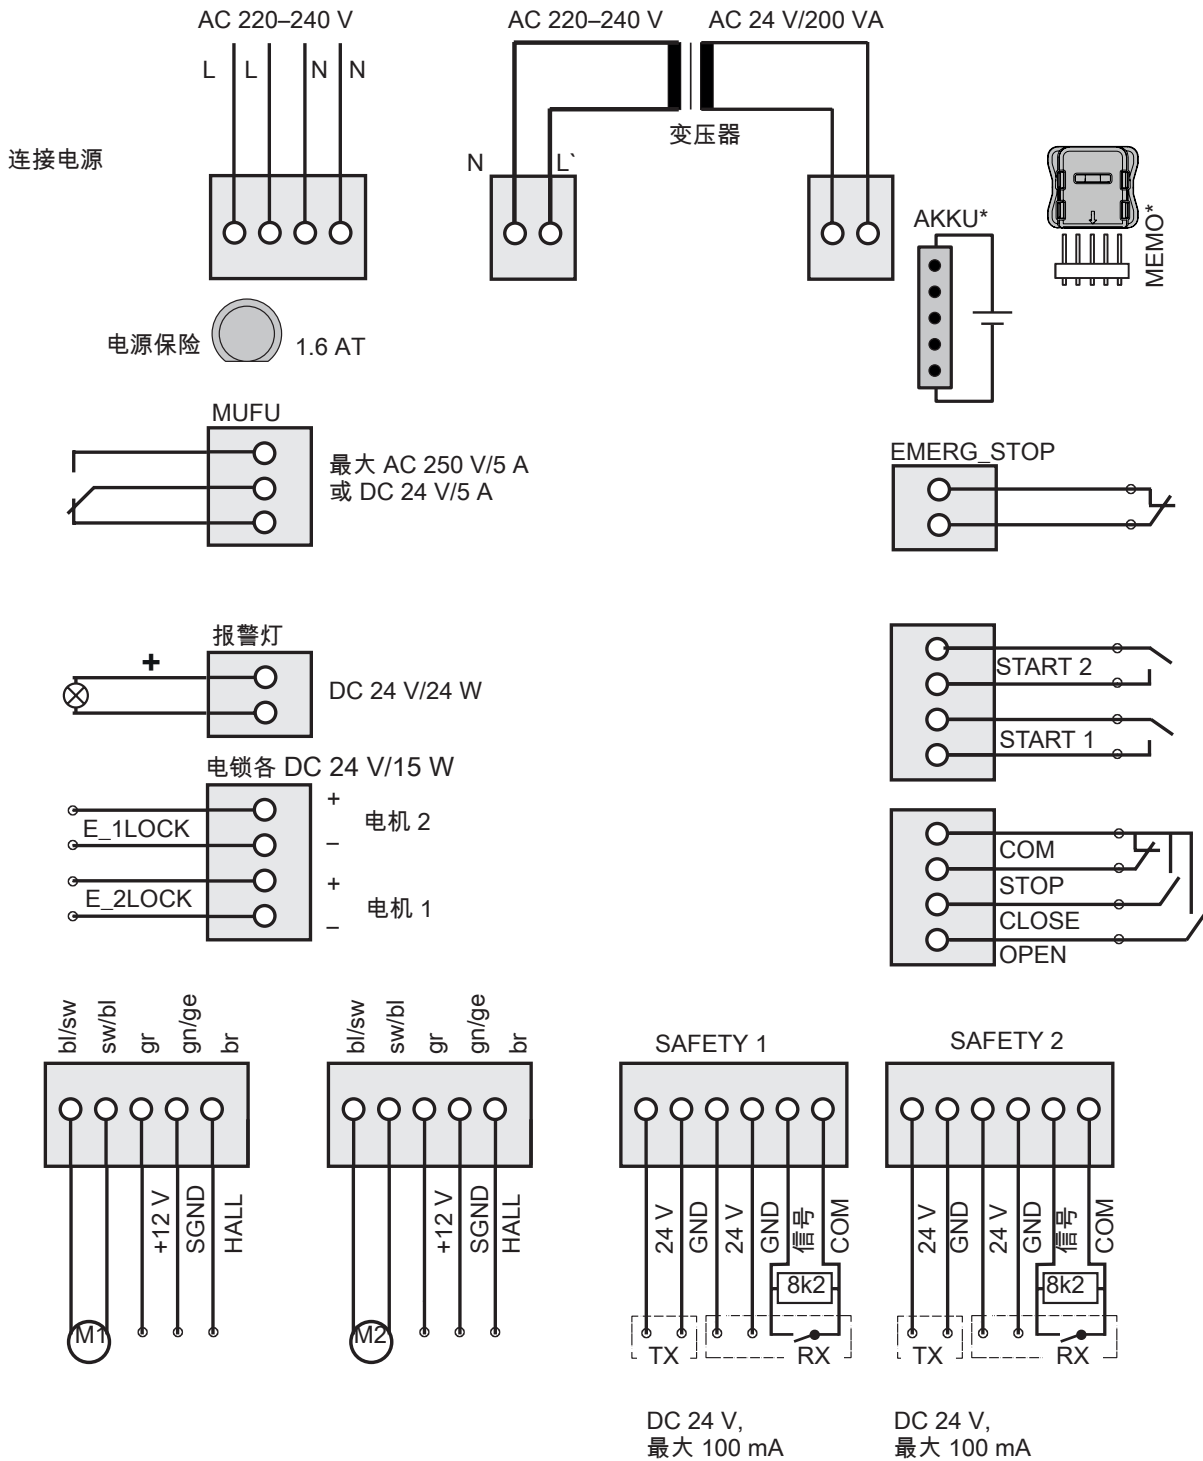 AC 220–240 V
AC 220–240 V
AC 24 V/200 VA
L
L
N
N
变压器
连接电源
N
L`
AKKU*
MEMO*
电源保险
1.6 AT
MUFU
最大 AC 250 V/5 A
或 DC 24 V/5 A
EMERG_STOP
报警灯
+
DC 24 V/24 W
START 2
START 1
电锁各 DC 24 V/15 W
E_1LOCK
+
–
电机 2
E_2LOCK
+
–
电机 1
COM
STOP
CLOSE
OPEN
bl/sw
sw/bl
gr
gn/ge
br
+12 V
SGND
HALL
M1
bl/sw
sw/bl
gr
gn/ge
br
+12 V
SGND
HALL
M2
SAFETY 1
24 V
GND
24 V
GND
信号
COM
8k2
TX
RX
DC 24 V,
最大 100 mA
SAFETY 2
24 V
GND
24 V
GND
信号
COM
8k2
TX
RX
DC 24 V,
最大 100 mA